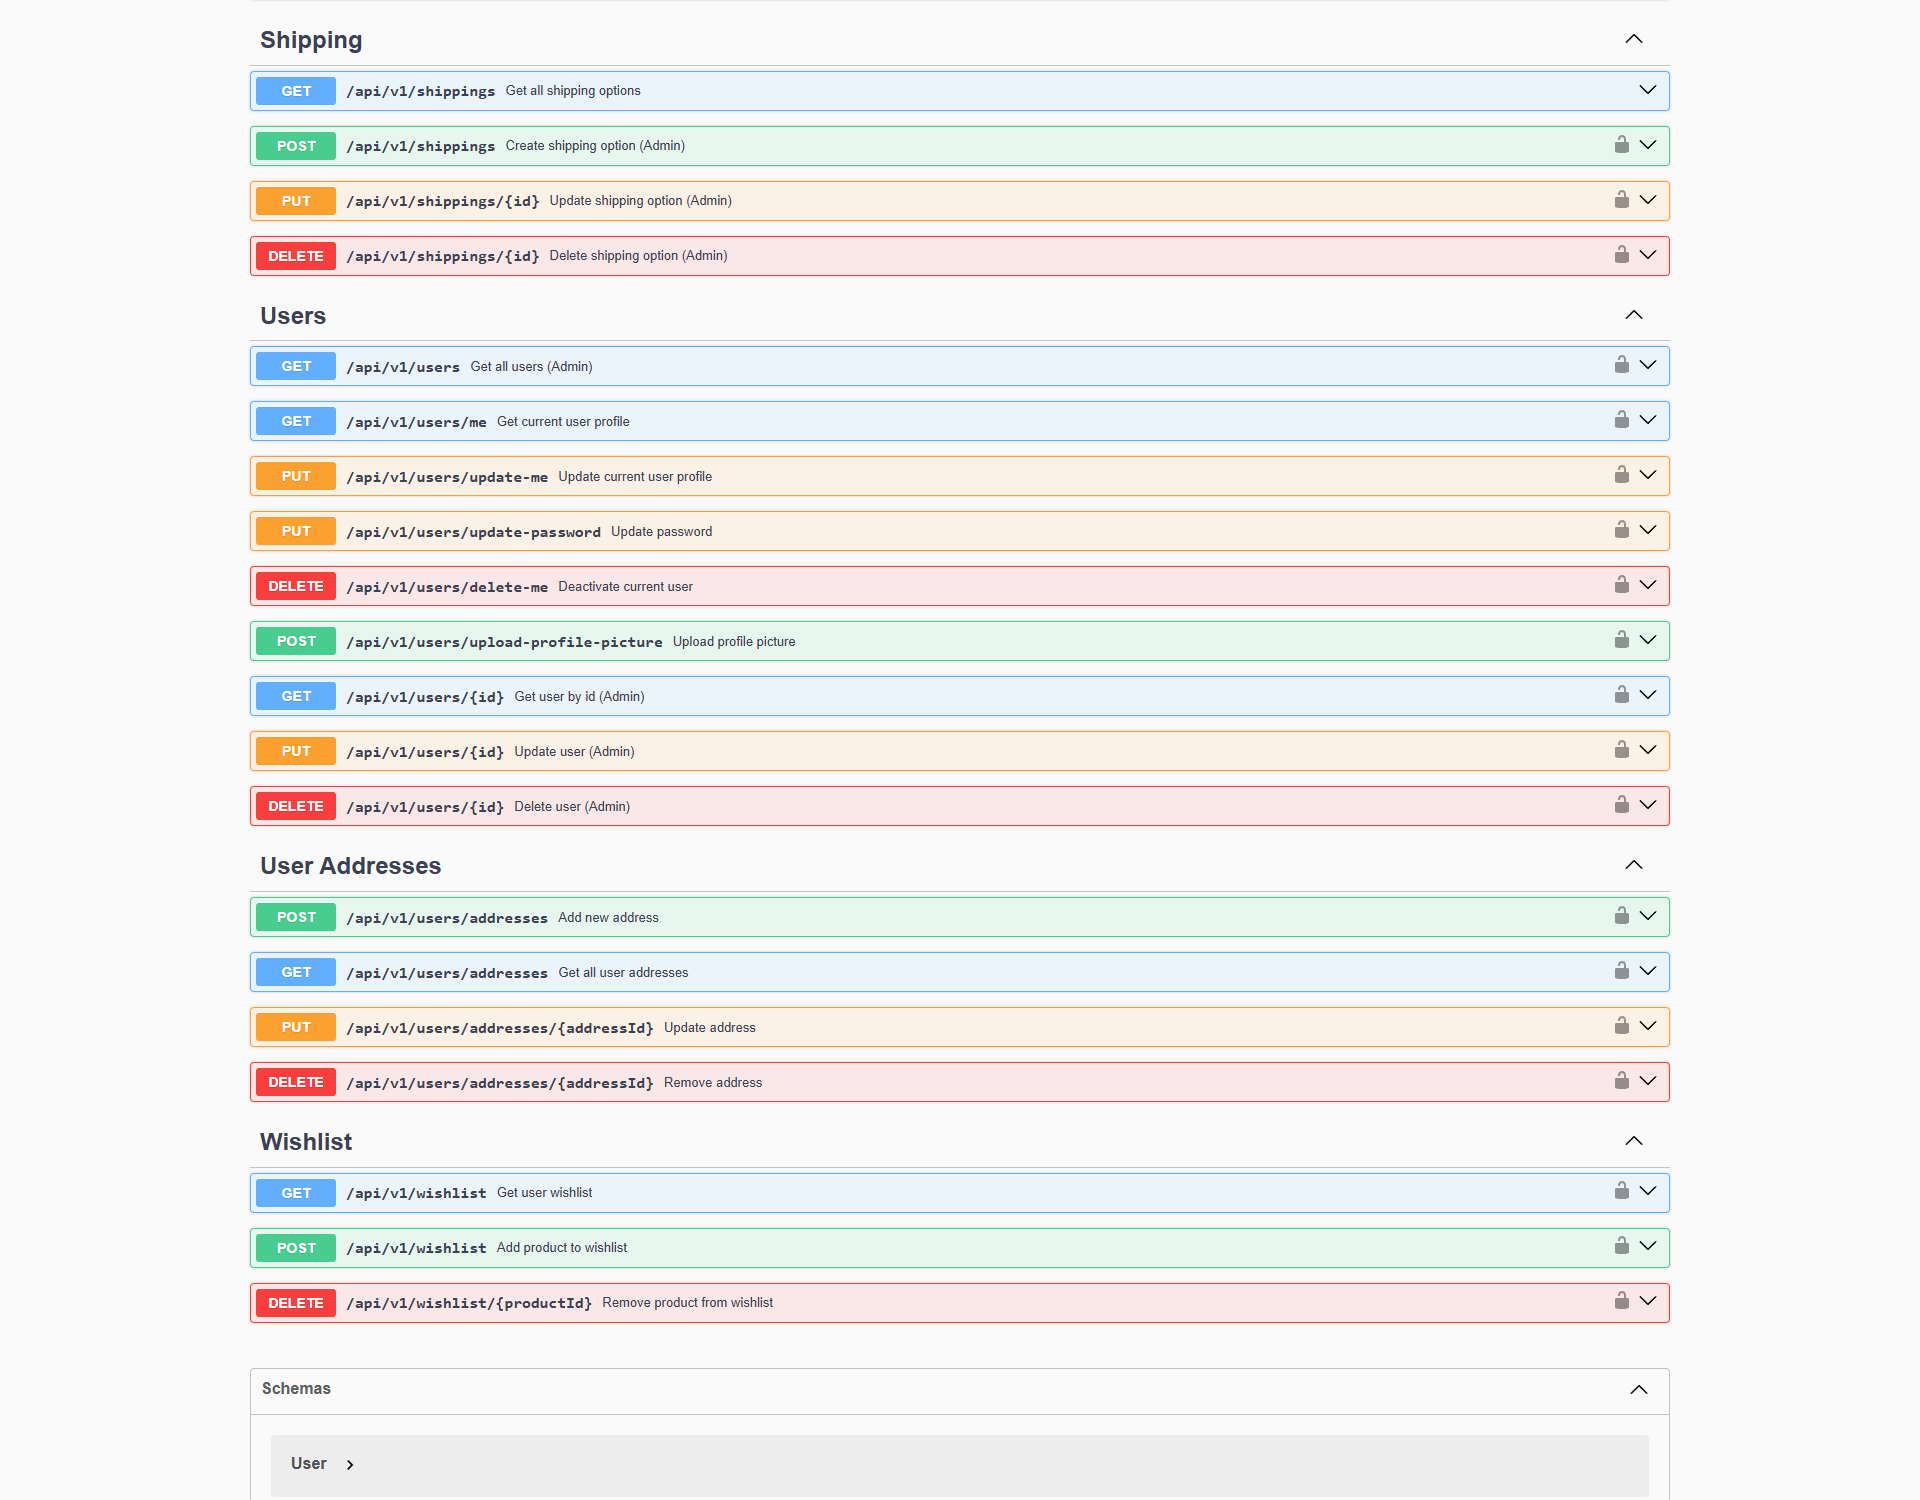 Shipping
GET /api/v1/shippings Get all shipping options
POST /api/v1/shippings Create shipping option (Admin)
PUT /api/v1/shippings/{id} Update shipping option (Admin)
DELETE /api/v1/shippings/{id} Delete shipping option (Admin)
Users
GET /api/v1/users Get all users (Admin)
GET /api/v1/users/me Get current user profile
PUT /api/v1/users/update-me Update current user profile
PUT /api/v1/users/update-password Update password
DELETE /api/v1/users/delete-me Deactivate current user
POST /api/v1/users/upload-profile-picture Upload profile picture
GET /api/v1/users/{id} Get user by id (Admin)
PUT /api/v1/users/{id} Update user (Admin)
DELETE /api/v1/users/{id} Delete user (Admin)
User Addresses
POST /api/v1/users/addresses Add new address
GET /api/v1/users/addresses Get all user addresses
PUT /api/v1/users/addresses/{addressId} Update address
DELETE /api/v1/users/addresses/{addressId} Remove address
Wishlist
GET /api/v1/wishlist Get user wishlist
POST /api/v1/wishlist Add product to wishlist
DELETE /api/v1/wishlist/{productId} Remove product from wishlist
Schemas
User